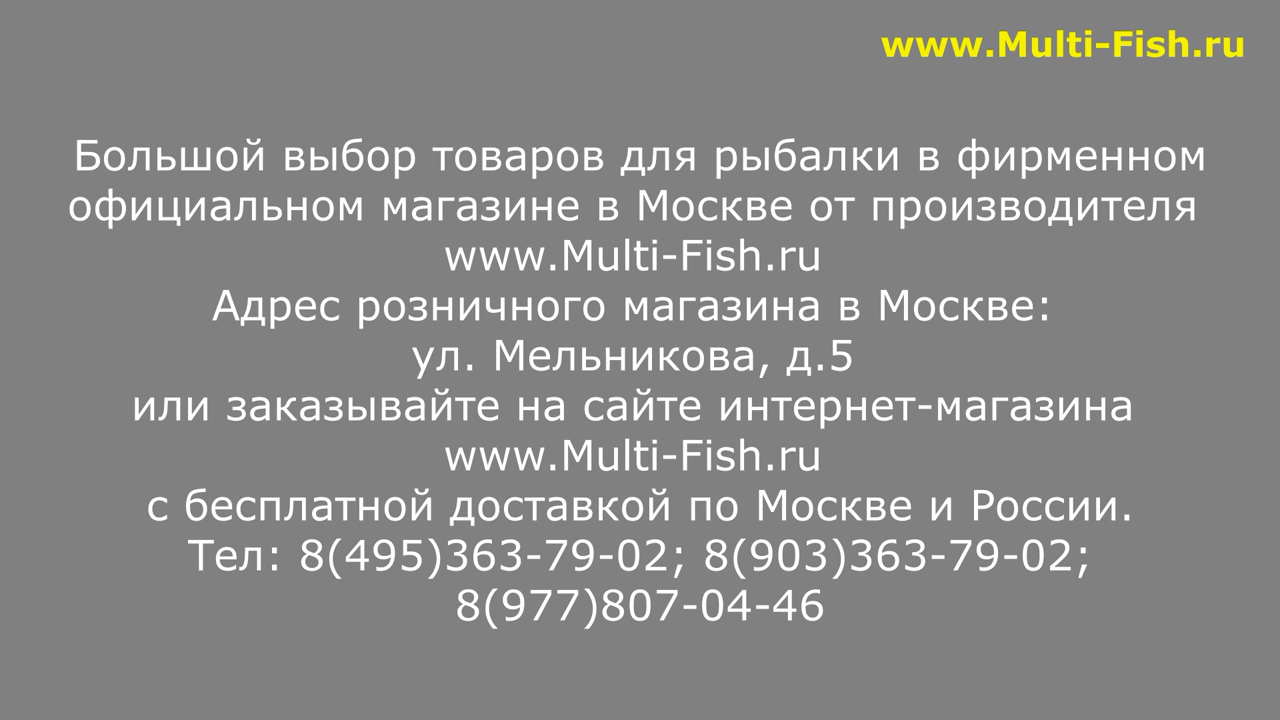 www.Multi-Fish.ru
Большой выбор товаров для рыбалки в фирменном
официальном магазине в Москве от производителя
www.Multi-Fish.ru
Адрес розничного магазина в Москве:
ул. Мельникова, д.5
или заказывайте на сайте интернет-магазина
www.Multi-Fish.ru
с бесплатной доставкой по Москве и России.
Тел: 8(495)363-79-02; 8(903)363-79-02;
8(977)807-04-46